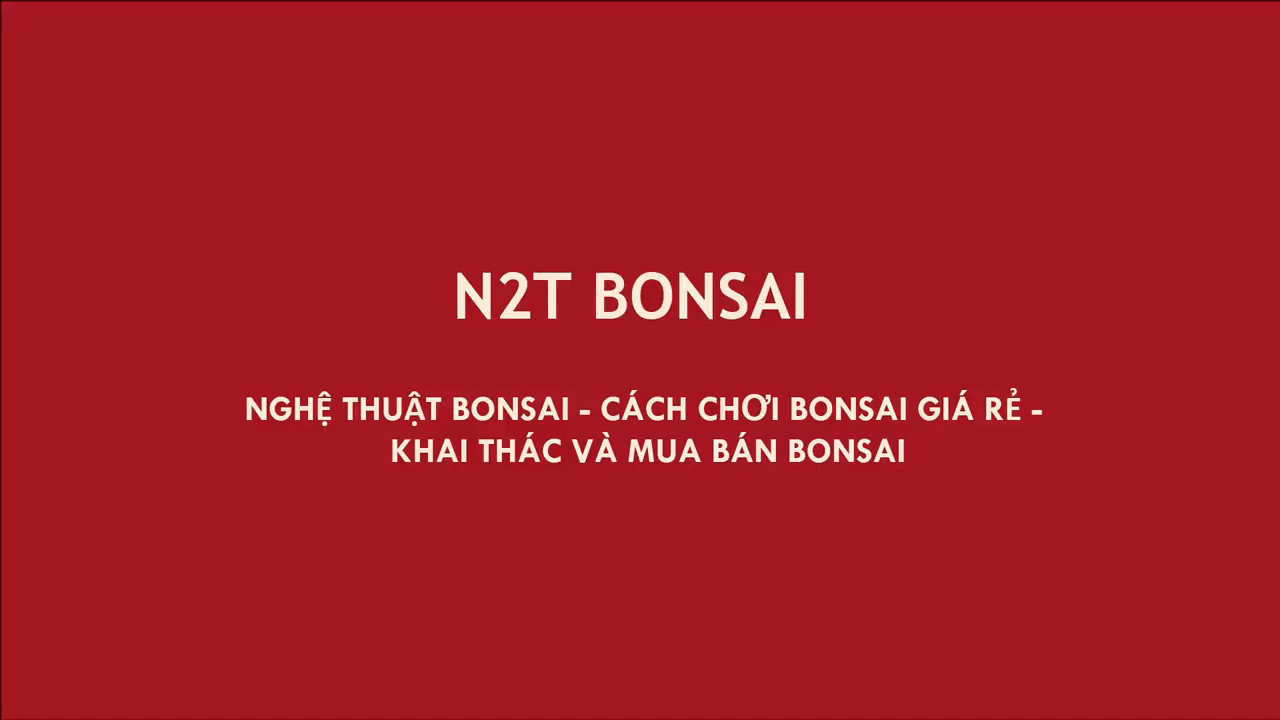 N2T BONSAI
NGHỆ THUẬT BONSAI - CÁCH CHƠI BONSAI GIÁ RẺ -
KHAI THÁC VÀ MUA BÁN BONSAI